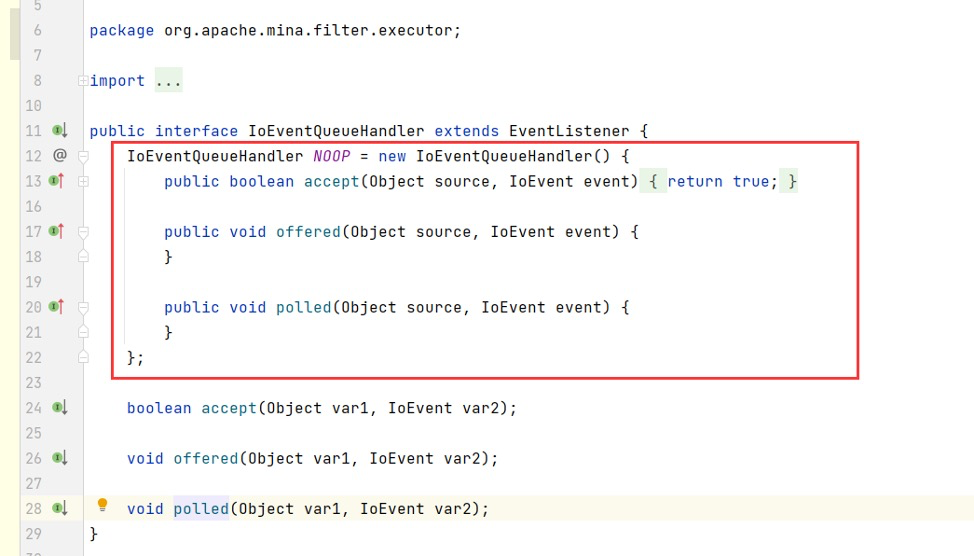 5
6 package org.apache.mina.filter.executor;
7
8 import ...
10
11 public interface IoEventQueueHandler extends EventListener {
12 @ IoEventQueueHandler NOOP = new IoEventQueueHandler() {
13 public boolean accept(Object source, IoEvent event) { return true; }
16
17 public void offered(Object source, IoEvent event) {
18 }
19
20 public void polled(Object source, IoEvent event) {
21 }
22 };
23
24 boolean accept(Object var1, IoEvent var2);
25
26 void offered(Object var1, IoEvent var2);
27
28 void polled(Object var1, IoEvent var2);
29 }